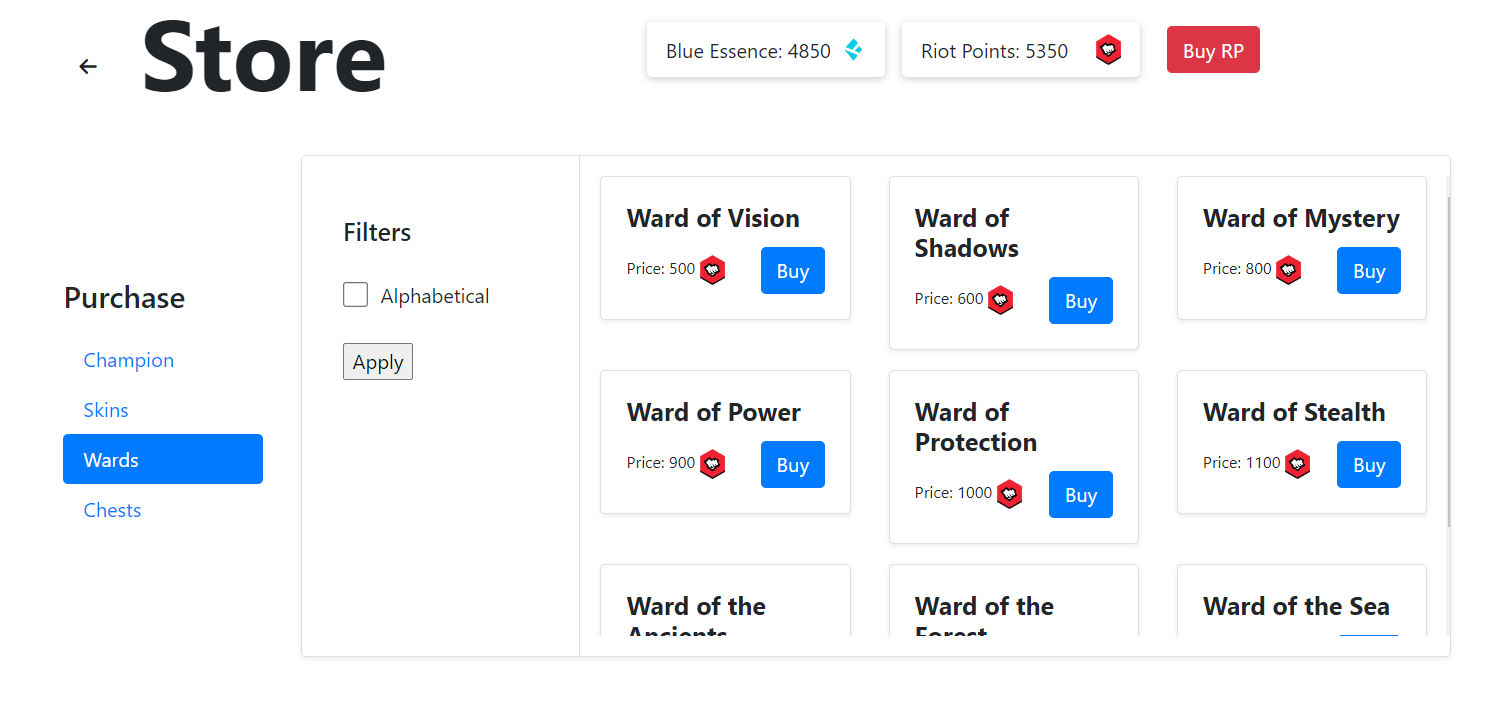 Store
Blue Essence: 4850
Riot Points: 5350
Buy RP
Purchase
Champion
Skins
Wards
Chests
Filters
Alphabetical
Apply
Ward of Vision
Price: 500
Buy
Ward of
Shadows
Price: 600
Buy
Ward of Mystery
Price: 800
Buy
Ward of Power
Price: 900
Buy
Ward of
Protection
Price: 1000
Buy
Ward of Stealth
Price: 1100
Buy
Ward of the
Ancients
Ward of the
Forest
Ward of the Sea